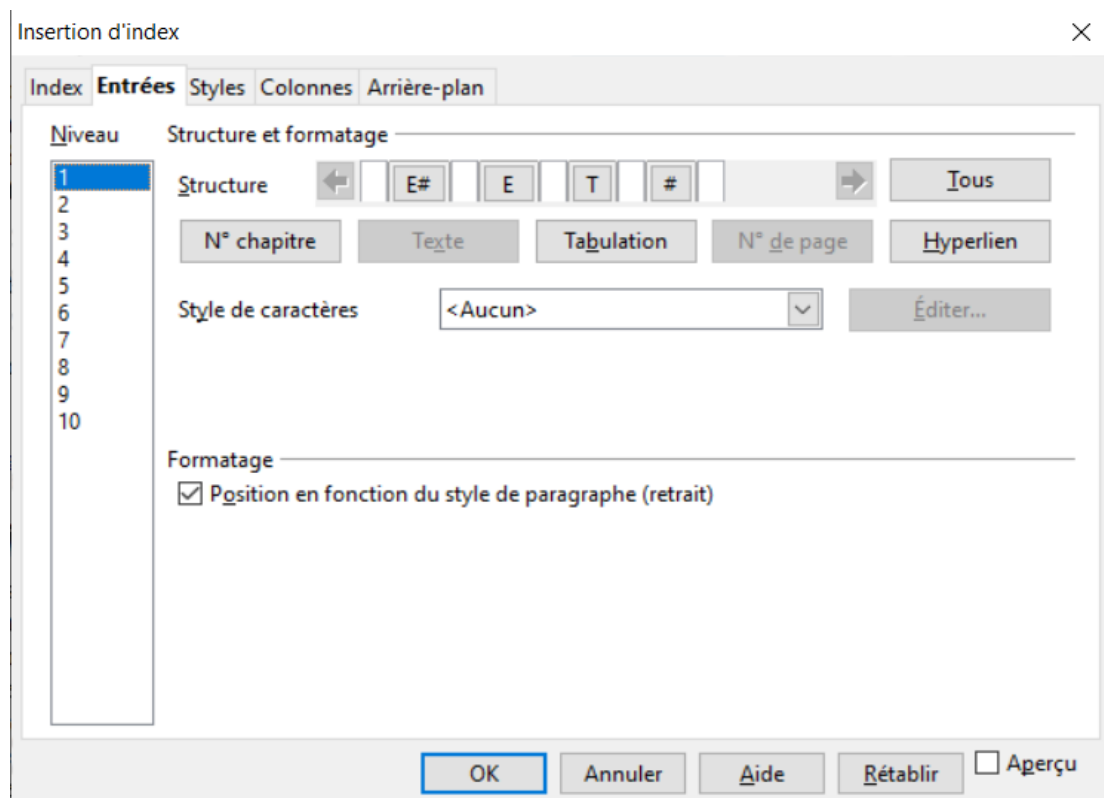 Insertion d'index
Index Entrées Styles Colonnes Arrière-plan
Niveau Structure et formatage
1
2
3
4
5
6
7
8
9
10
Structure E# E T # Tous
N° chapitre Texte Tabulation N° de page Hyperlien
Style de caractères <Aucun> Éditer...
Formatage
Position en fonction du style de paragraphe (retrait)
OK Annuler Aide Rétablir Aperçu